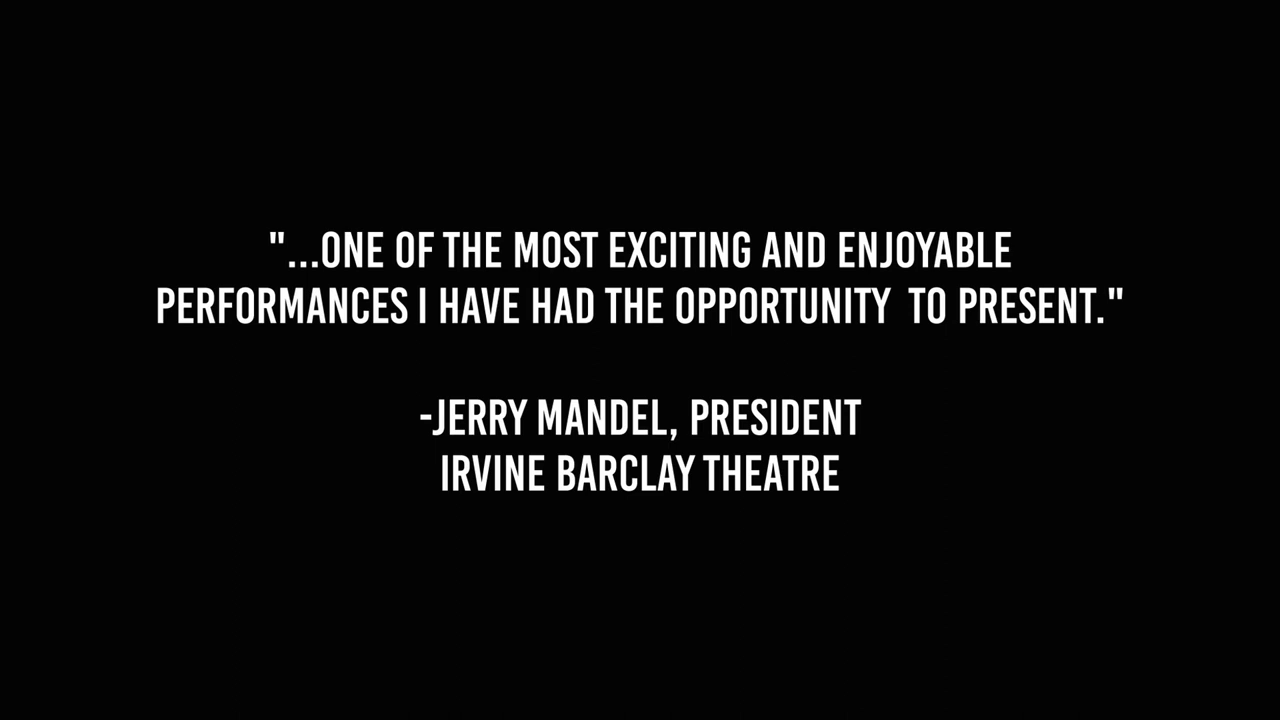 "...ONE OF THE MOST EXCITING AND ENJOYABLE
PERFORMANCES I HAVE HAD THE OPPORTUNITY  TO PRESENT."
-JERRY MANDEL, PRESIDENT
IRVINE BARCLAY THEATRE